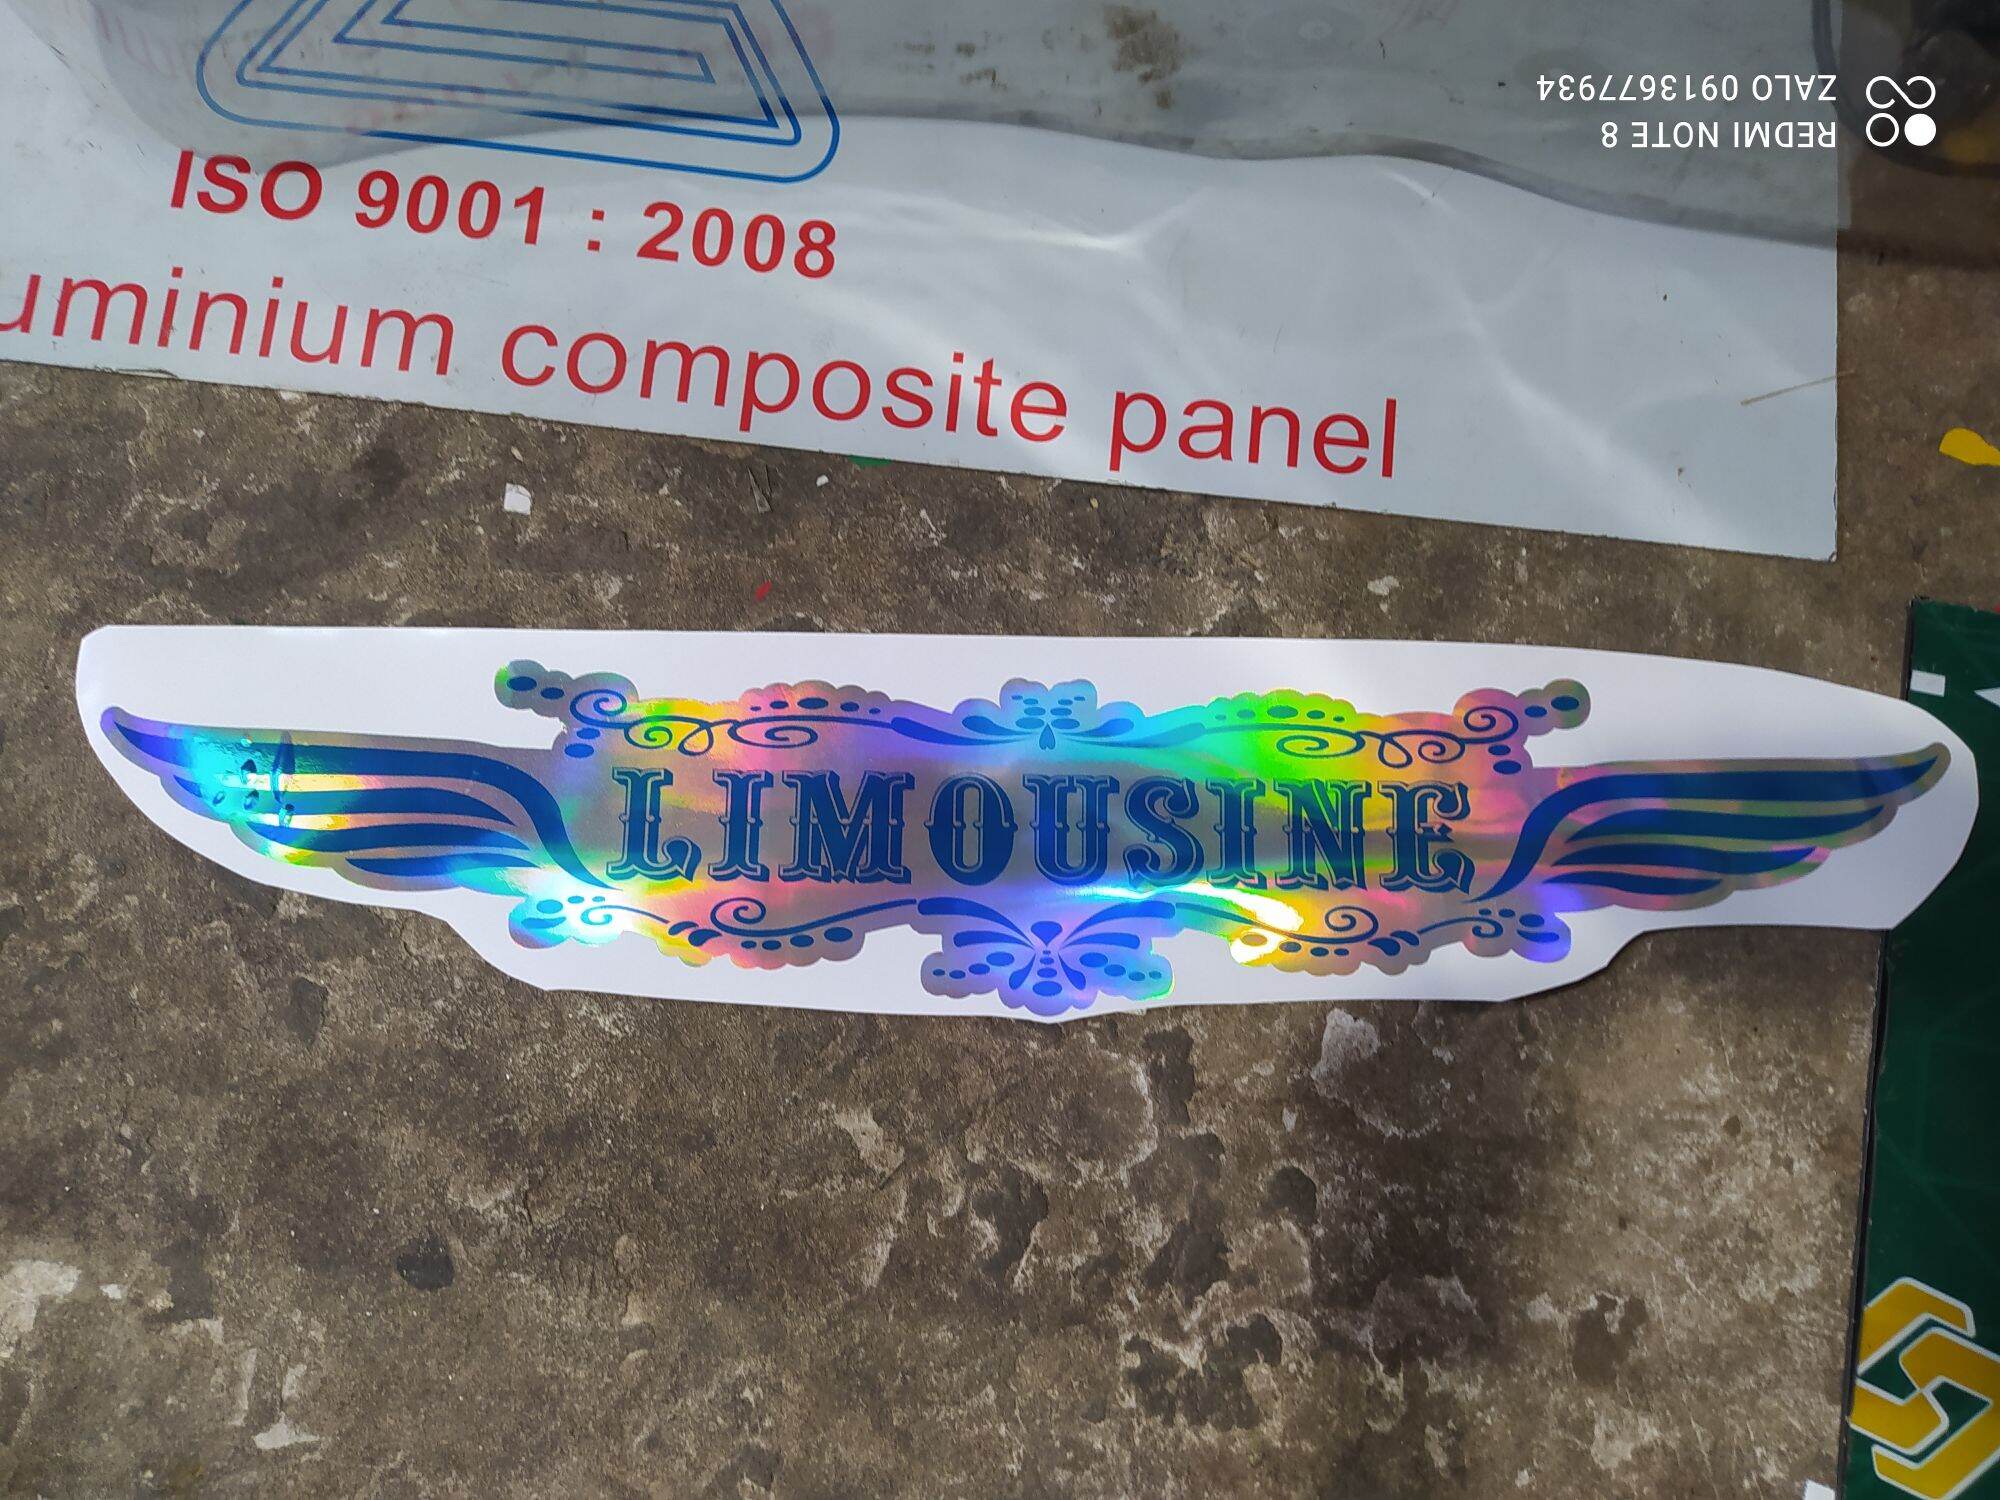 ISO 9001 : 2008
uminium composite panel
LIMOUSINE
REDMI NOTE 8
ZALO 0913677934